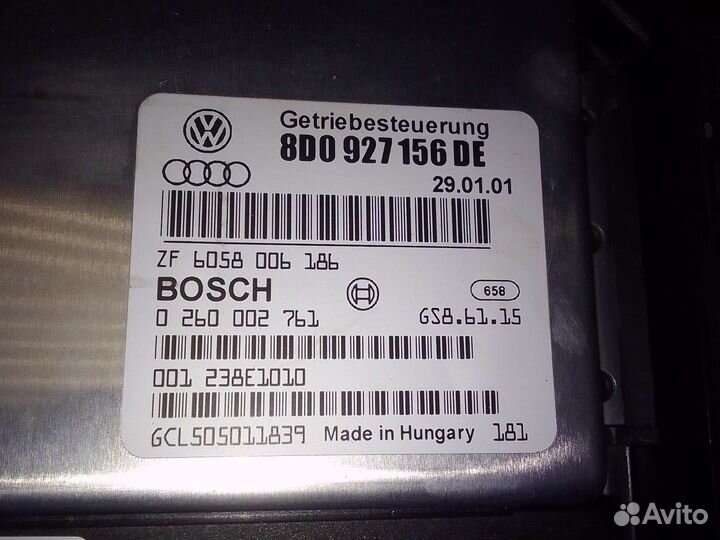 Getriebesteuerung
8D0 927 156 DE
29.01.01
ZF 6058 006 186
BOSCH 658
0 260 002 761 GS8.61.15
001 238E1010
GCL505011839 Made in Hungary 181
Avito